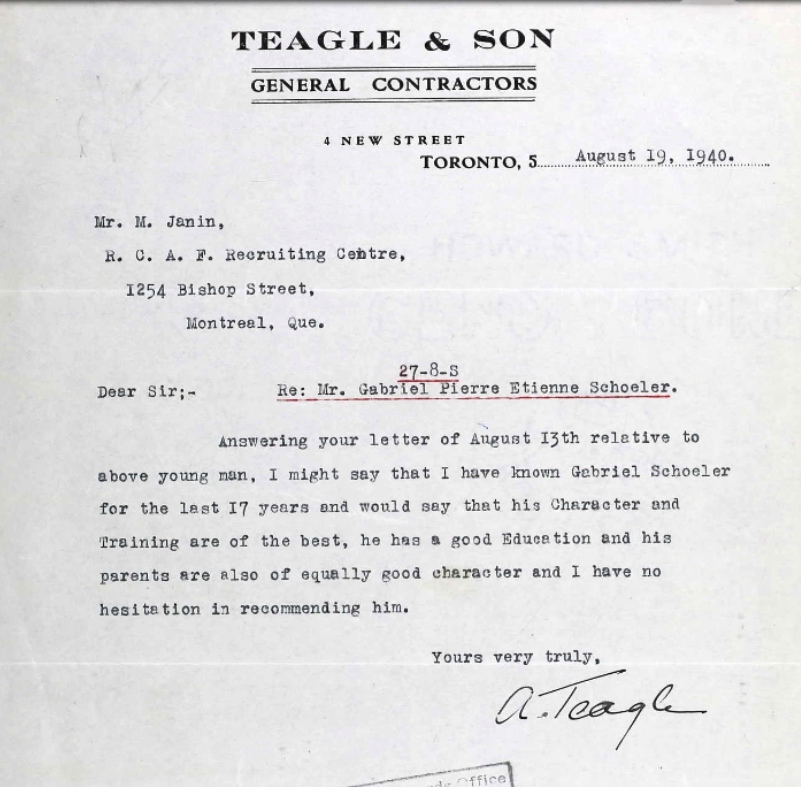 TEAGLE & SON
GENERAL CONTRACTORS
4 NEW STREET
TORONTO, 5. August 19, 1940.
Mr. M. Janin,
R. C. A. F. Recruiting Centre,
1254 Bishop Street,
Montreal, Que.
27-8-S
Dear Sir;- Re: Mr. Gabriel Pierre Etienne Schoeler.
Answering your letter of August 13th relative to
above young man, I might say that I have known Gabriel Schoeler
for the last 17 years and would say that his Character and
Training are of the best, he has a good Education and his
parents are also of equally good character and I have no
hesitation in recommending him.
Yours very truly,
A. Teagle
Office